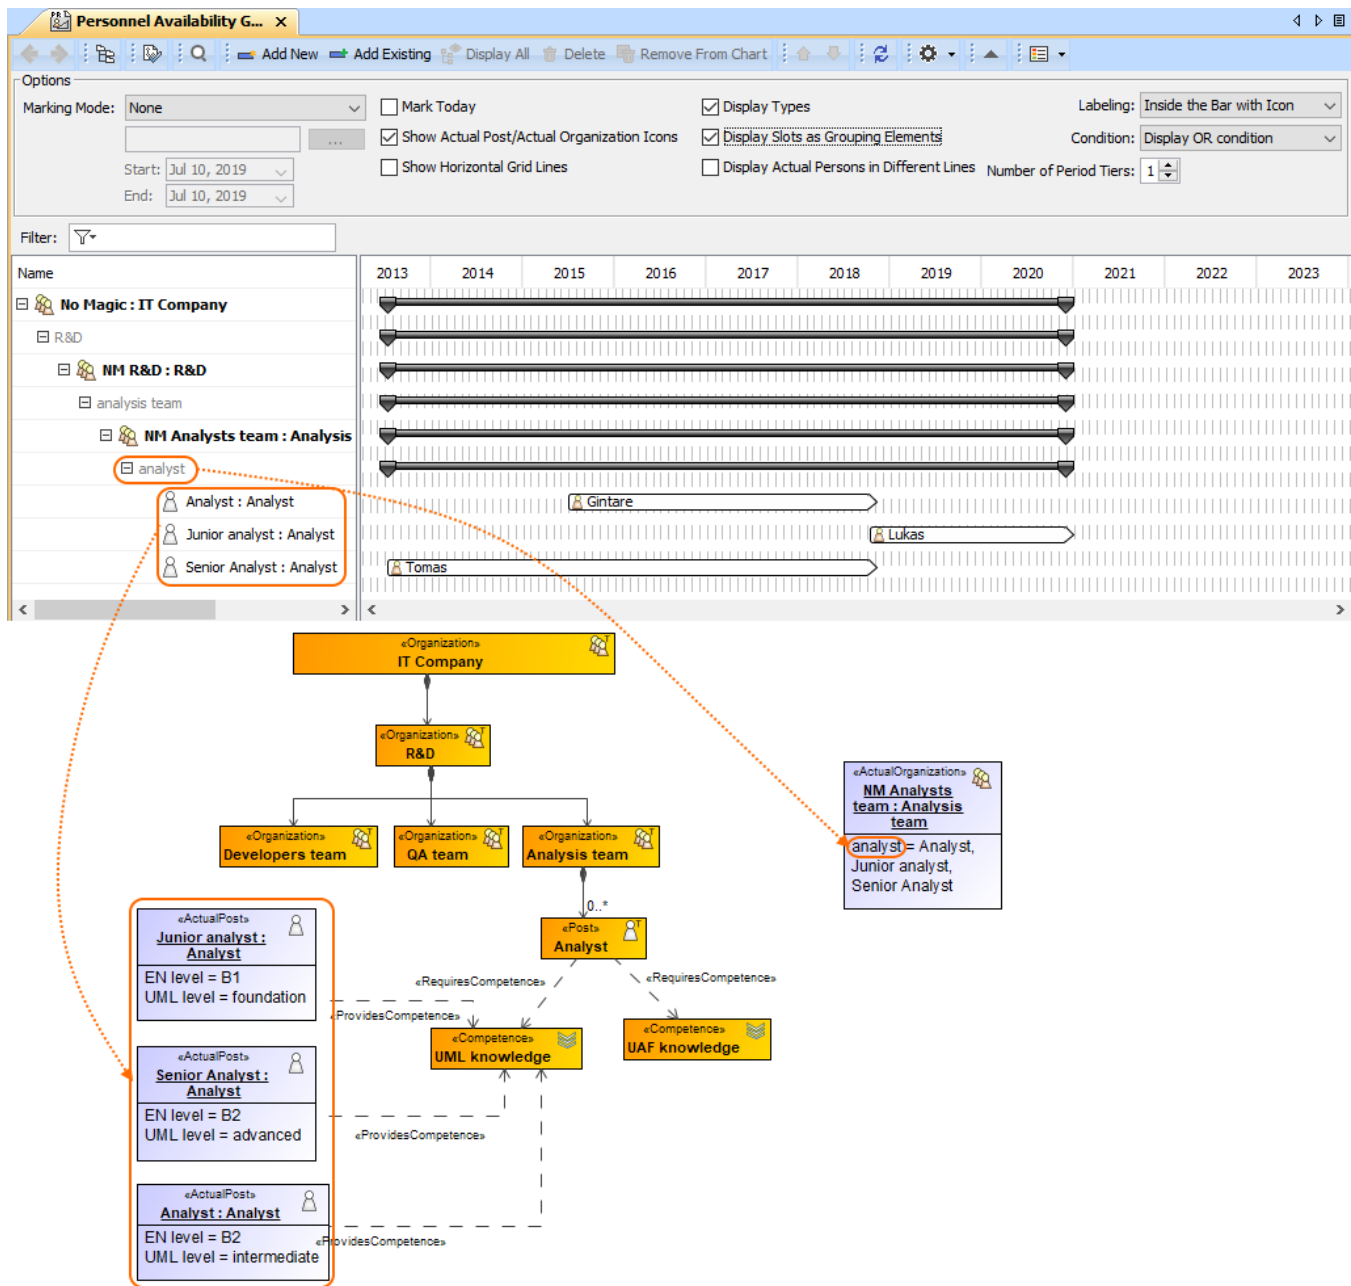 Personnel Availability G...
Add New Add Existing Display All Delete Remove From Chart
Options
Marking Mode: None
Mark Today
Display Types
Labeling: Inside the Bar with Icon
...
Show Actual Post/Actual Organization Icons
Display Slots as Grouping Elements
Condition: Display OR condition
Start: Jul 10, 2019
Show Horizontal Grid Lines
Display Actual Persons in Different Lines
Number of Period Tiers: 1
End: Jul 10, 2019
Filter:
Name
2013 2014 2015 2016 2017 2018 2019 2020 2021 2022 2023
No Magic : IT Company
R&D
NM R&D : R&D
analysis team
NM Analysts team : Analysis
analyst
Analyst : Analyst
Gintare
Junior analyst : Analyst
Lukas
Senior Analyst : Analyst
Tomas
«Organization»
IT Company
«Organization»
R&D
«Organization»
Developers team
«Organization»
QA team
«Organization»
Analysis team
«ActualOrganization»
NM Analysts
team : Analysis
team
analyst = Analyst,
Junior analyst,
Senior Analyst
0..*
«Post»
Analyst
«RequiresCompetence»
«RequiresCompetence»
«ActualPost»
Junior analyst :
Analyst
EN level = B1
UML level = foundation
«ProvidesCompetence»
«Competence»
UML knowledge
«Competence»
UAF knowledge
«ActualPost»
Senior Analyst :
Analyst
EN level = B2
UML level = advanced
«ProvidesCompetence»
«ActualPost»
Analyst : Analyst
EN level = B2
UML level = intermediate
«ProvidesCompetence»